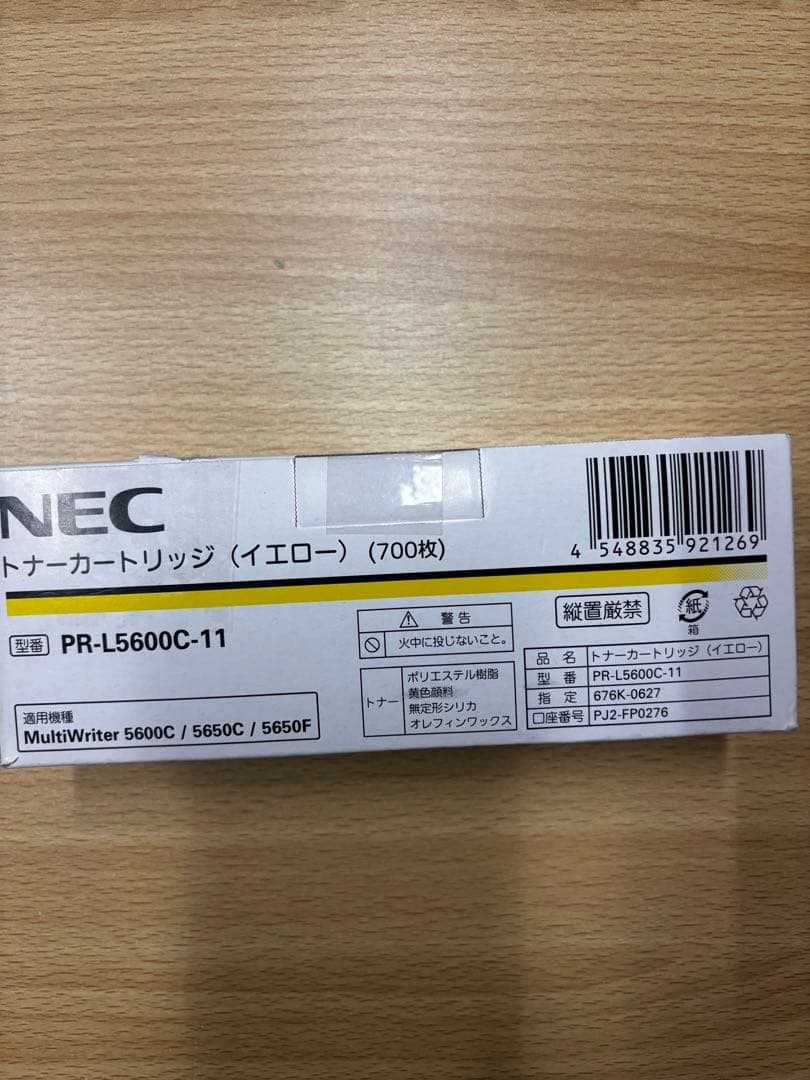 NEC
トナーカートリッジ（イエロー）(700枚)
型番 PR-L5600C-11
適用機種
MultiWriter 5600C / 5650C / 5650F
警告
火中に投じないこと。
トナー
ポリエステル樹脂
黄色顔料
無定形シリカ
オレフィンワックス
4 548835 921269
縦置厳禁
紙
箱
品名 トナーカートリッジ（イエロー）
型番 PR-L5600C-11
指定 676K-0627
口座番号 PJ2-FP0276